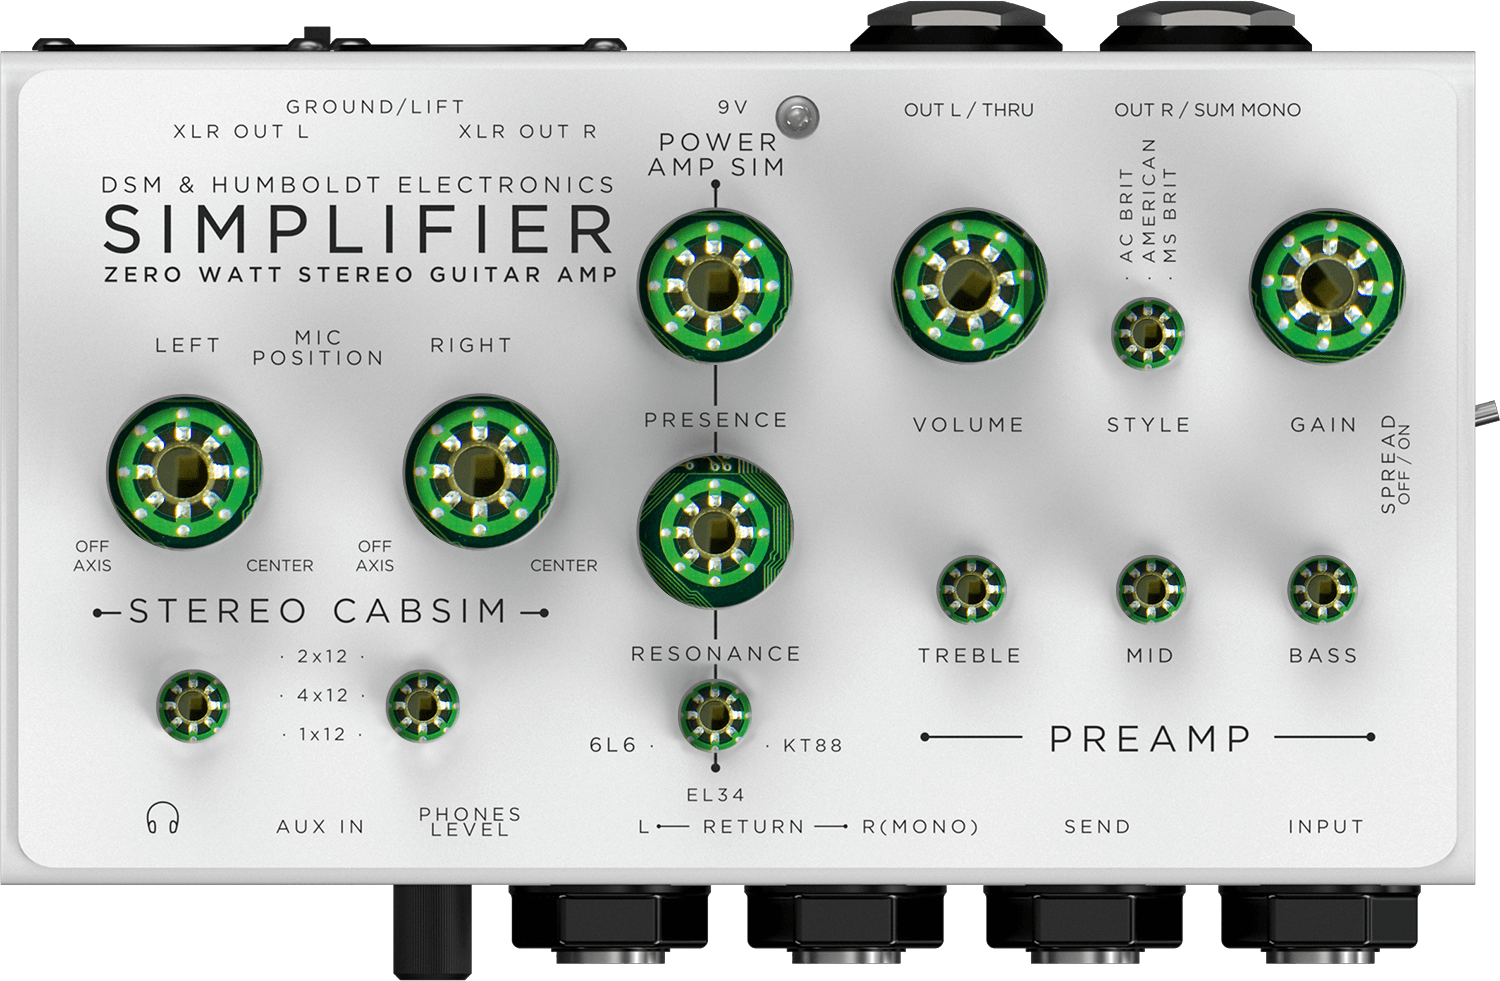 GROUND/LIFT
XLR OUT L
XLR OUT R
9V
OUT L / THRU
OUT R / SUM MONO
POWER
AMP SIM
DSM & HUMBOLDT ELECTRONICS
SIMPLIFIER
ZERO WATT STEREO GUITAR AMP
· AC BRIT
· AMERICAN
· MS BRIT
LEFT
MIC
POSITION
RIGHT
PRESENCE
VOLUME
STYLE
GAIN
SPREAD
OFF/ON
OFF
AXIS
CENTER
OFF
AXIS
CENTER
STEREO CABSIM
RESONANCE
TREBLE
MID
BASS
· 2x12 ·
· 4x12 ·
· 1x12 ·
6L6 ·
· KT88
EL34
PREAMP
AUX IN
PHONES
LEVEL
L
RETURN
R(MONO)
SEND
INPUT